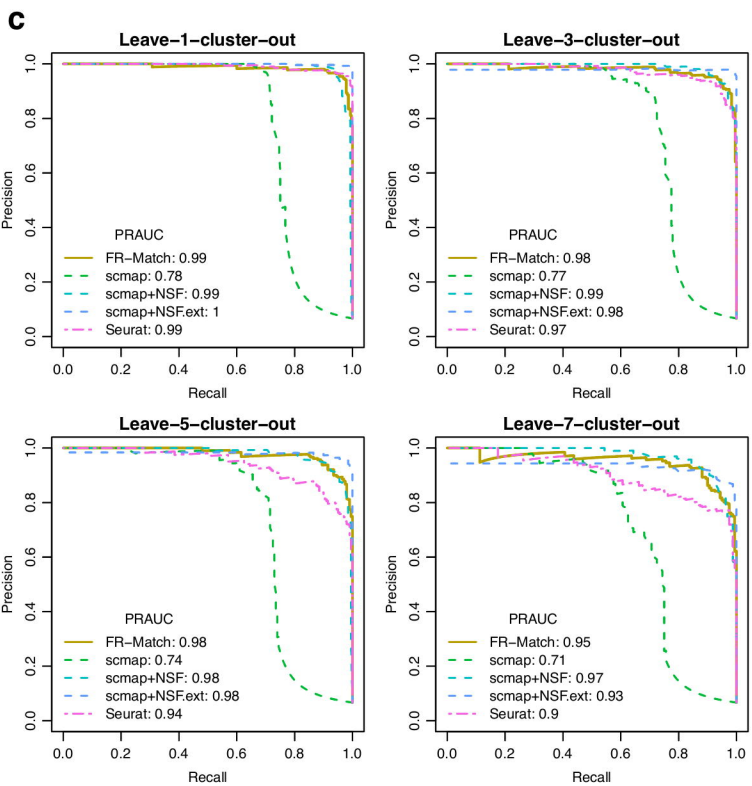 c
Leave-1-cluster-out
Precision
1.0
0.8
0.6
0.4
0.2
0.0
PRAUC
FR-Match: 0.99
scmap: 0.78
scmap+NSF: 0.99
scmap+NSF.ext: 1
Seurat: 0.99
0.0 0.2 0.4 0.6 0.8 1.0
Recall
Leave-3-cluster-out
Precision
1.0
0.8
0.6
0.4
0.2
0.0
PRAUC
FR-Match: 0.98
scmap: 0.77
scmap+NSF: 0.99
scmap+NSF.ext: 0.98
Seurat: 0.97
0.0 0.2 0.4 0.6 0.8 1.0
Recall
Leave-5-cluster-out
Precision
1.0
0.8
0.6
0.4
0.2
0.0
PRAUC
FR-Match: 0.98
scmap: 0.74
scmap+NSF: 0.98
scmap+NSF.ext: 0.98
Seurat: 0.94
0.0 0.2 0.4 0.6 0.8 1.0
Recall
Leave-7-cluster-out
Precision
1.0
0.8
0.6
0.4
0.2
0.0
PRAUC
FR-Match: 0.95
scmap: 0.71
scmap+NSF: 0.97
scmap+NSF.ext: 0.93
Seurat: 0.9
0.0 0.2 0.4 0.6 0.8 1.0
Recall